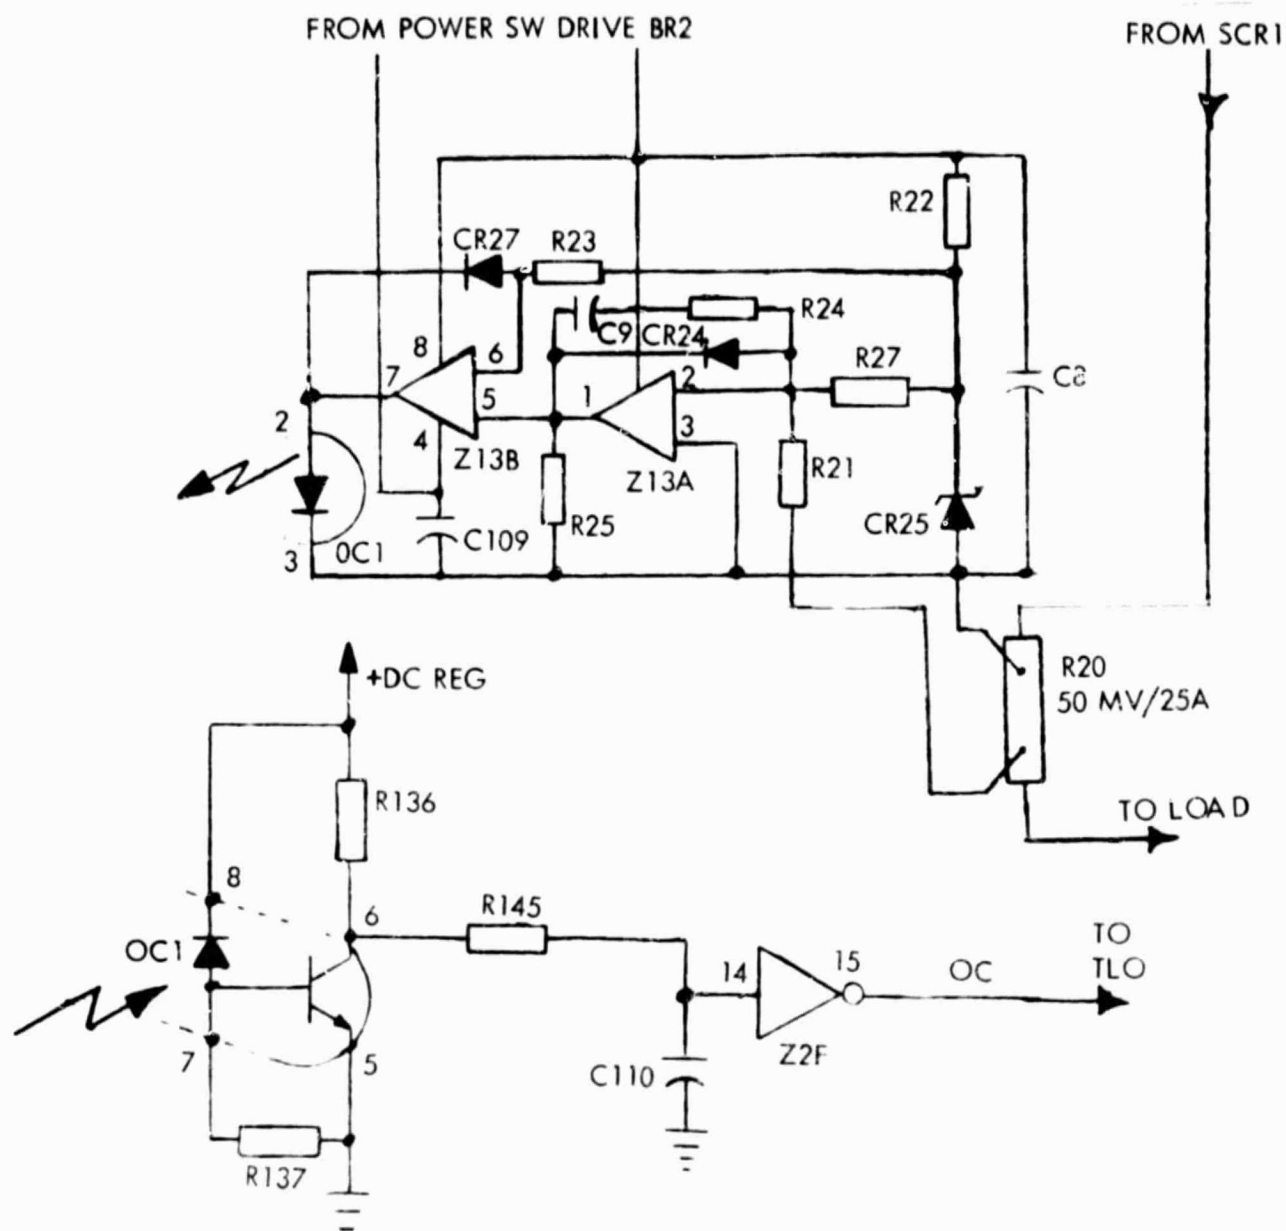 FROM POWER SW DRIVE BR2
FROM SCR1
R22
CR27
R23
R24
C9
CR24
8
6
R27
7
5
1
2
C8
2
4
3
Z13B
Z13A
R21
R25
CR25
C109
3
OC1
+DC REG
R20
50 MV/25A
R136
TO LOAD
8
6
R145
OC1
TO
TLO
14
15
OC
7
5
Z2F
C110
R137